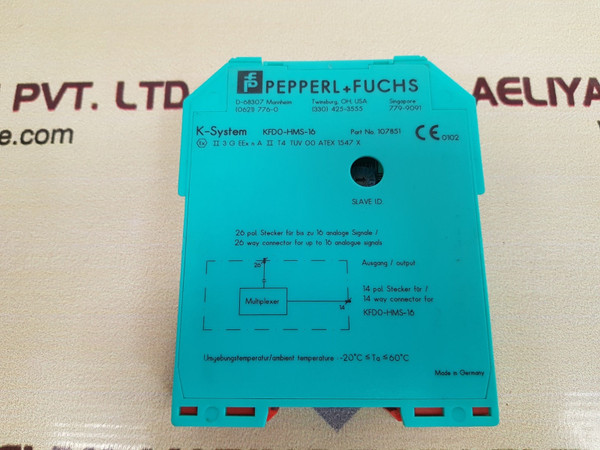 PVT. LTD.
AELIYA
PEPPERL+FUCHS
D-68307 Mannheim Twinsburg, OH, USA Singapore
(0621) 776-0 (330) 425-3555 779-9091
K-System KFD0-HMS-16 Part No. 107851 CE 0102
Ex II 3 G EEx n A II T4 TÜV 00 ATEX 1547 X
SLAVE I.D.
26 pol. Stecker für bis zu 16 analoge Signale /
26 way connector for up to 16 analogue signals
26
Ausgang / output
Multiplexer
14
14 pol. Stecker für /
14 way connector for
KFD0-HMS-16
Umgebungstemperatur/ambient temperature -20°C ≤Ta ≤60°C
Made in Germany